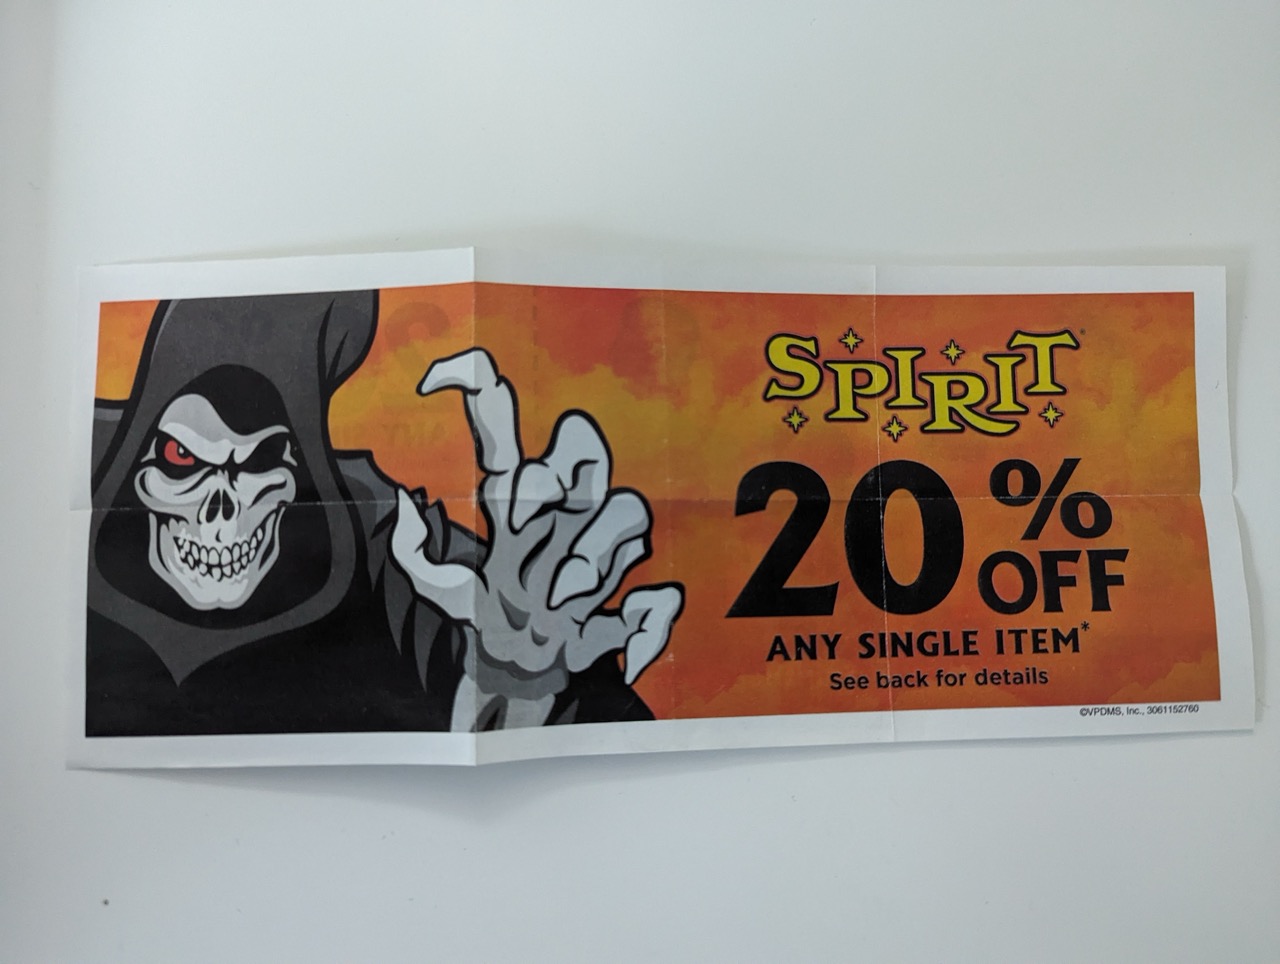 SPIRIT®
20% OFF
ANY SINGLE ITEM*
See back for details
©VPDMS, Inc., 3061152760